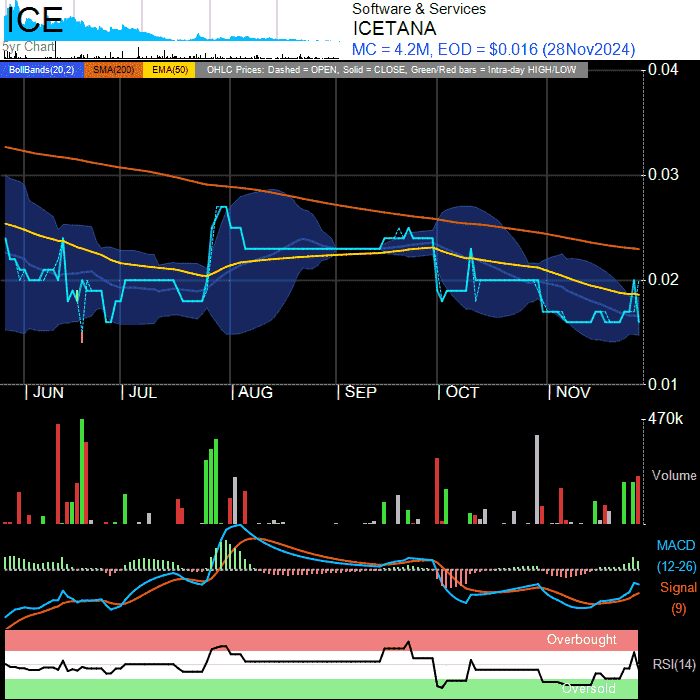 ICE
5yr Chart
Software & Services
ICETANA
MC = 4.2M, EOD = $0.016 (28Nov2024)
BollBands(20,2) SMA(200) EMA(50) OHLC Prices: Dashed = OPEN, Solid = CLOSE, Green/Red bars = Intra-day HIGH/LOW
0.04
0.03
0.02
0.01
JUN JUL AUG SEP OCT NOV
470k
Volume
MACD
(12-26)
Signal
(9)
Overbought
RSI(14)
Oversold